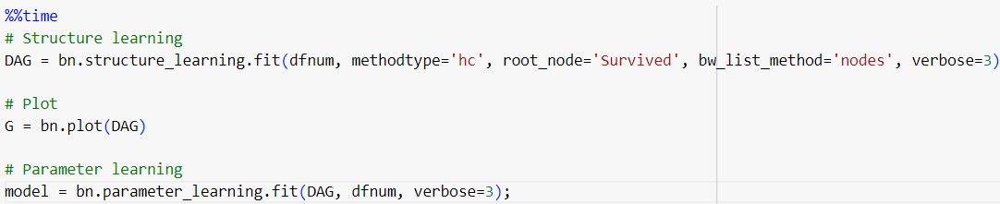 %%time
# Structure learning
DAG = bn.structure_learning.fit(dfnum, methodtype='hc', root_node='Survived', bw_list_method='nodes', verbose=3)
# Plot
G = bn.plot(DAG)
# Parameter learning
model = bn.parameter_learning.fit(DAG, dfnum, verbose=3);